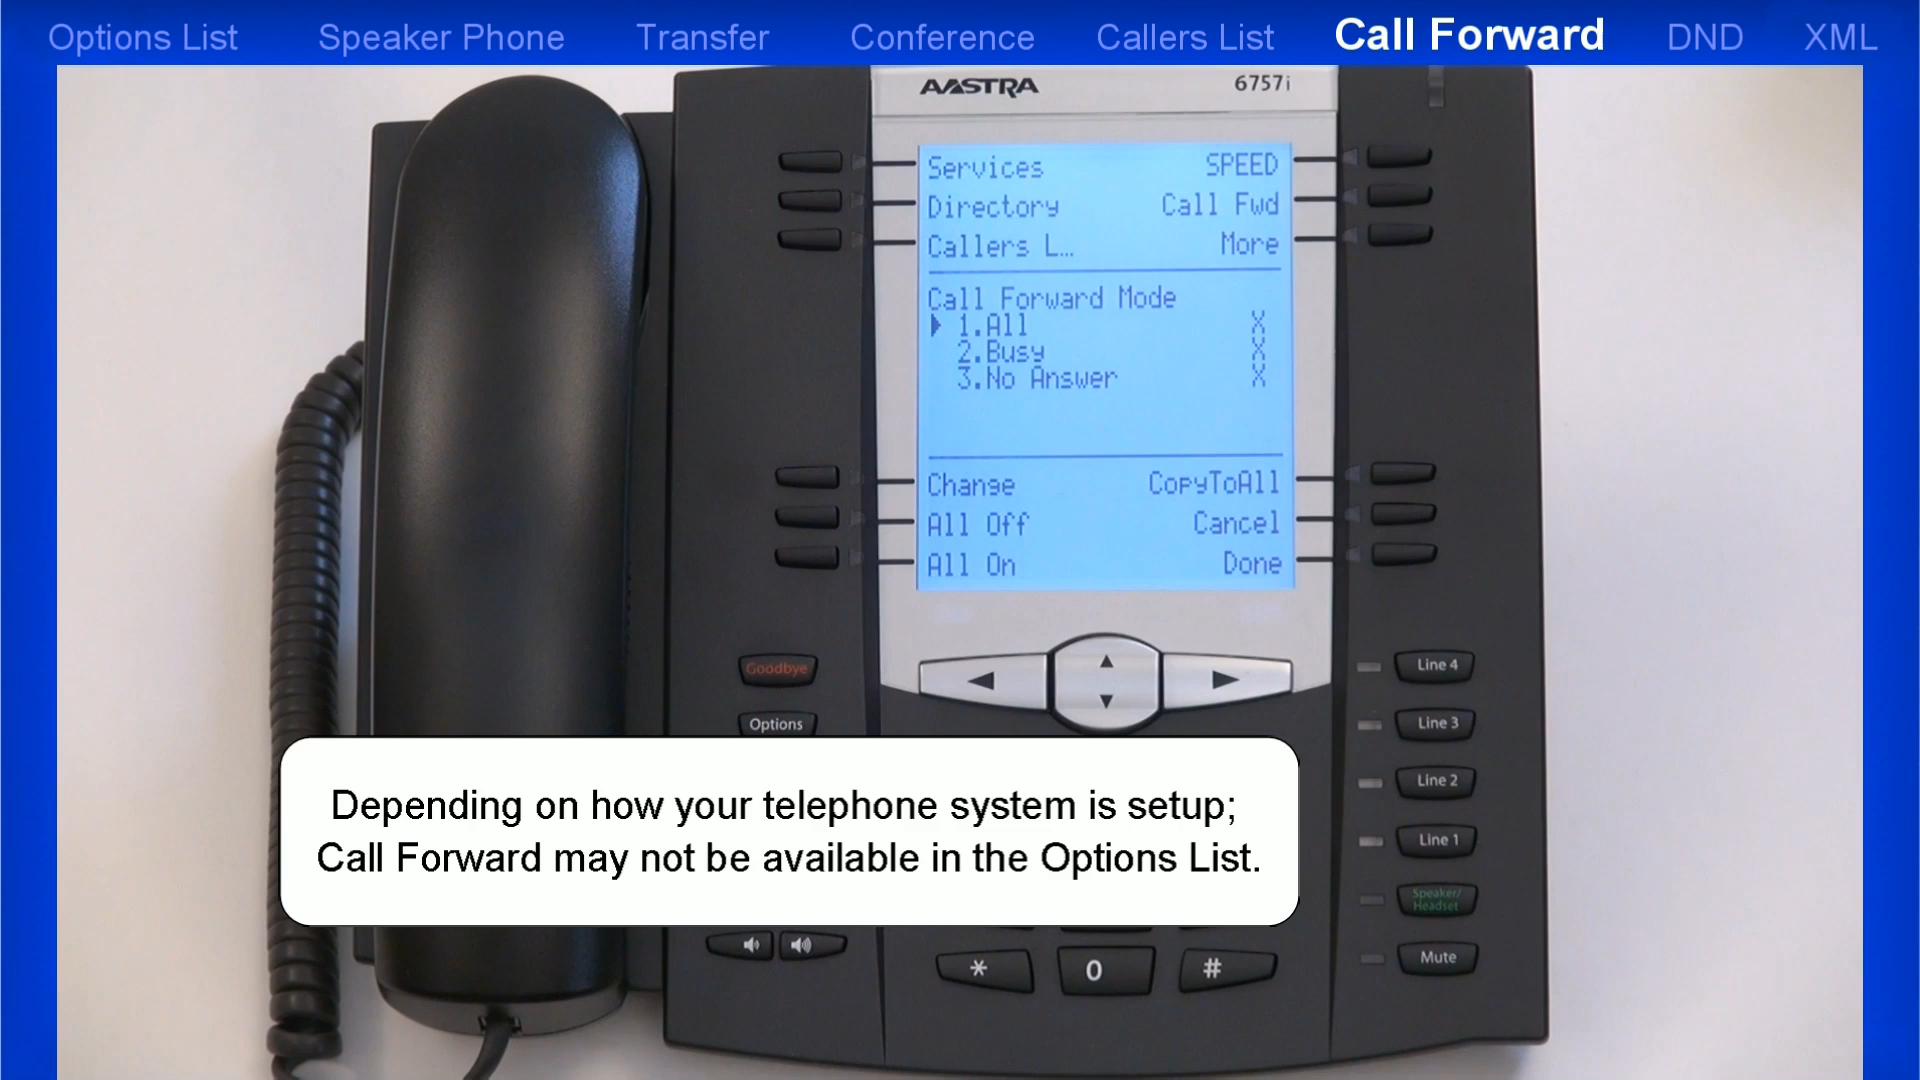 Options List Speaker Phone Transfer Conference Callers List Call Forward DND XML
AASTRA 6757i
Services SPEED
Directory Call Fwd
Callers L… More
Call Forward Mode
1.All X
2.Busy X
3.No Answer X
Change CopyToAll
All Off Cancel
All On Done
Goodbye
Options
Line 4
Line 3
Line 2
Line 1
Speaker/
Headset
Mute
Depending on how your telephone system is setup;
Call Forward may not be available in the Options List.
* 0 #